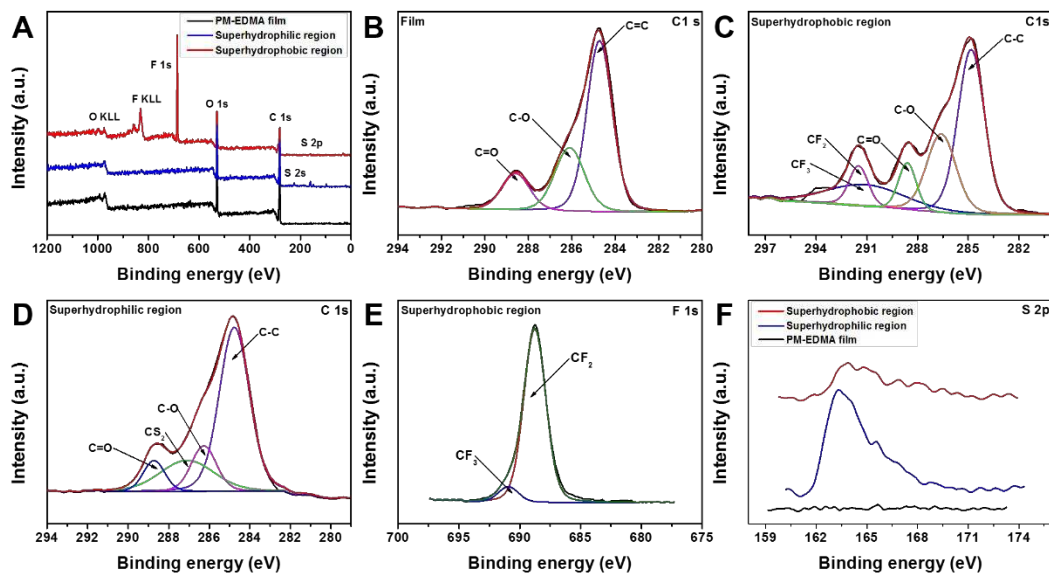 A
PM-EDMA film
Superhydrophilic region
Superhydrophobic region
F 1s
F KLL
O KLL
O 1s
C 1s
S 2p
S 2s
Intensity (a.u.)
1200 1000 800 600 400 200 0
Binding energy (eV)
B
Film
C1 s
C=C
C-O
C=O
Intensity (a.u.)
294 292 290 288 286 284 282 280
Binding energy (eV)
C
Superhydrophobic region
C1s
C-C
C-O
CF2
C=O
CF3
Intensity (a.u.)
297 294 291 288 285 282
Binding energy (eV)
D
Superhydrophilic region
C 1s
C-C
C-O
CS2
C=O
Intensity (a.u.)
294 292 290 288 286 284 282 280
Binding energy (eV)
E
Superhydrophobic region
F 1s
CF2
CF3
Intensity (a.u.)
700 695 690 685 680 675
Binding energy (eV)
F
Superhydrophobic region
Superhydrophilic region
PM-EDMA film
S 2p
Intensity (a.u.)
159 162 165 168 171 174
Binding energy (eV)